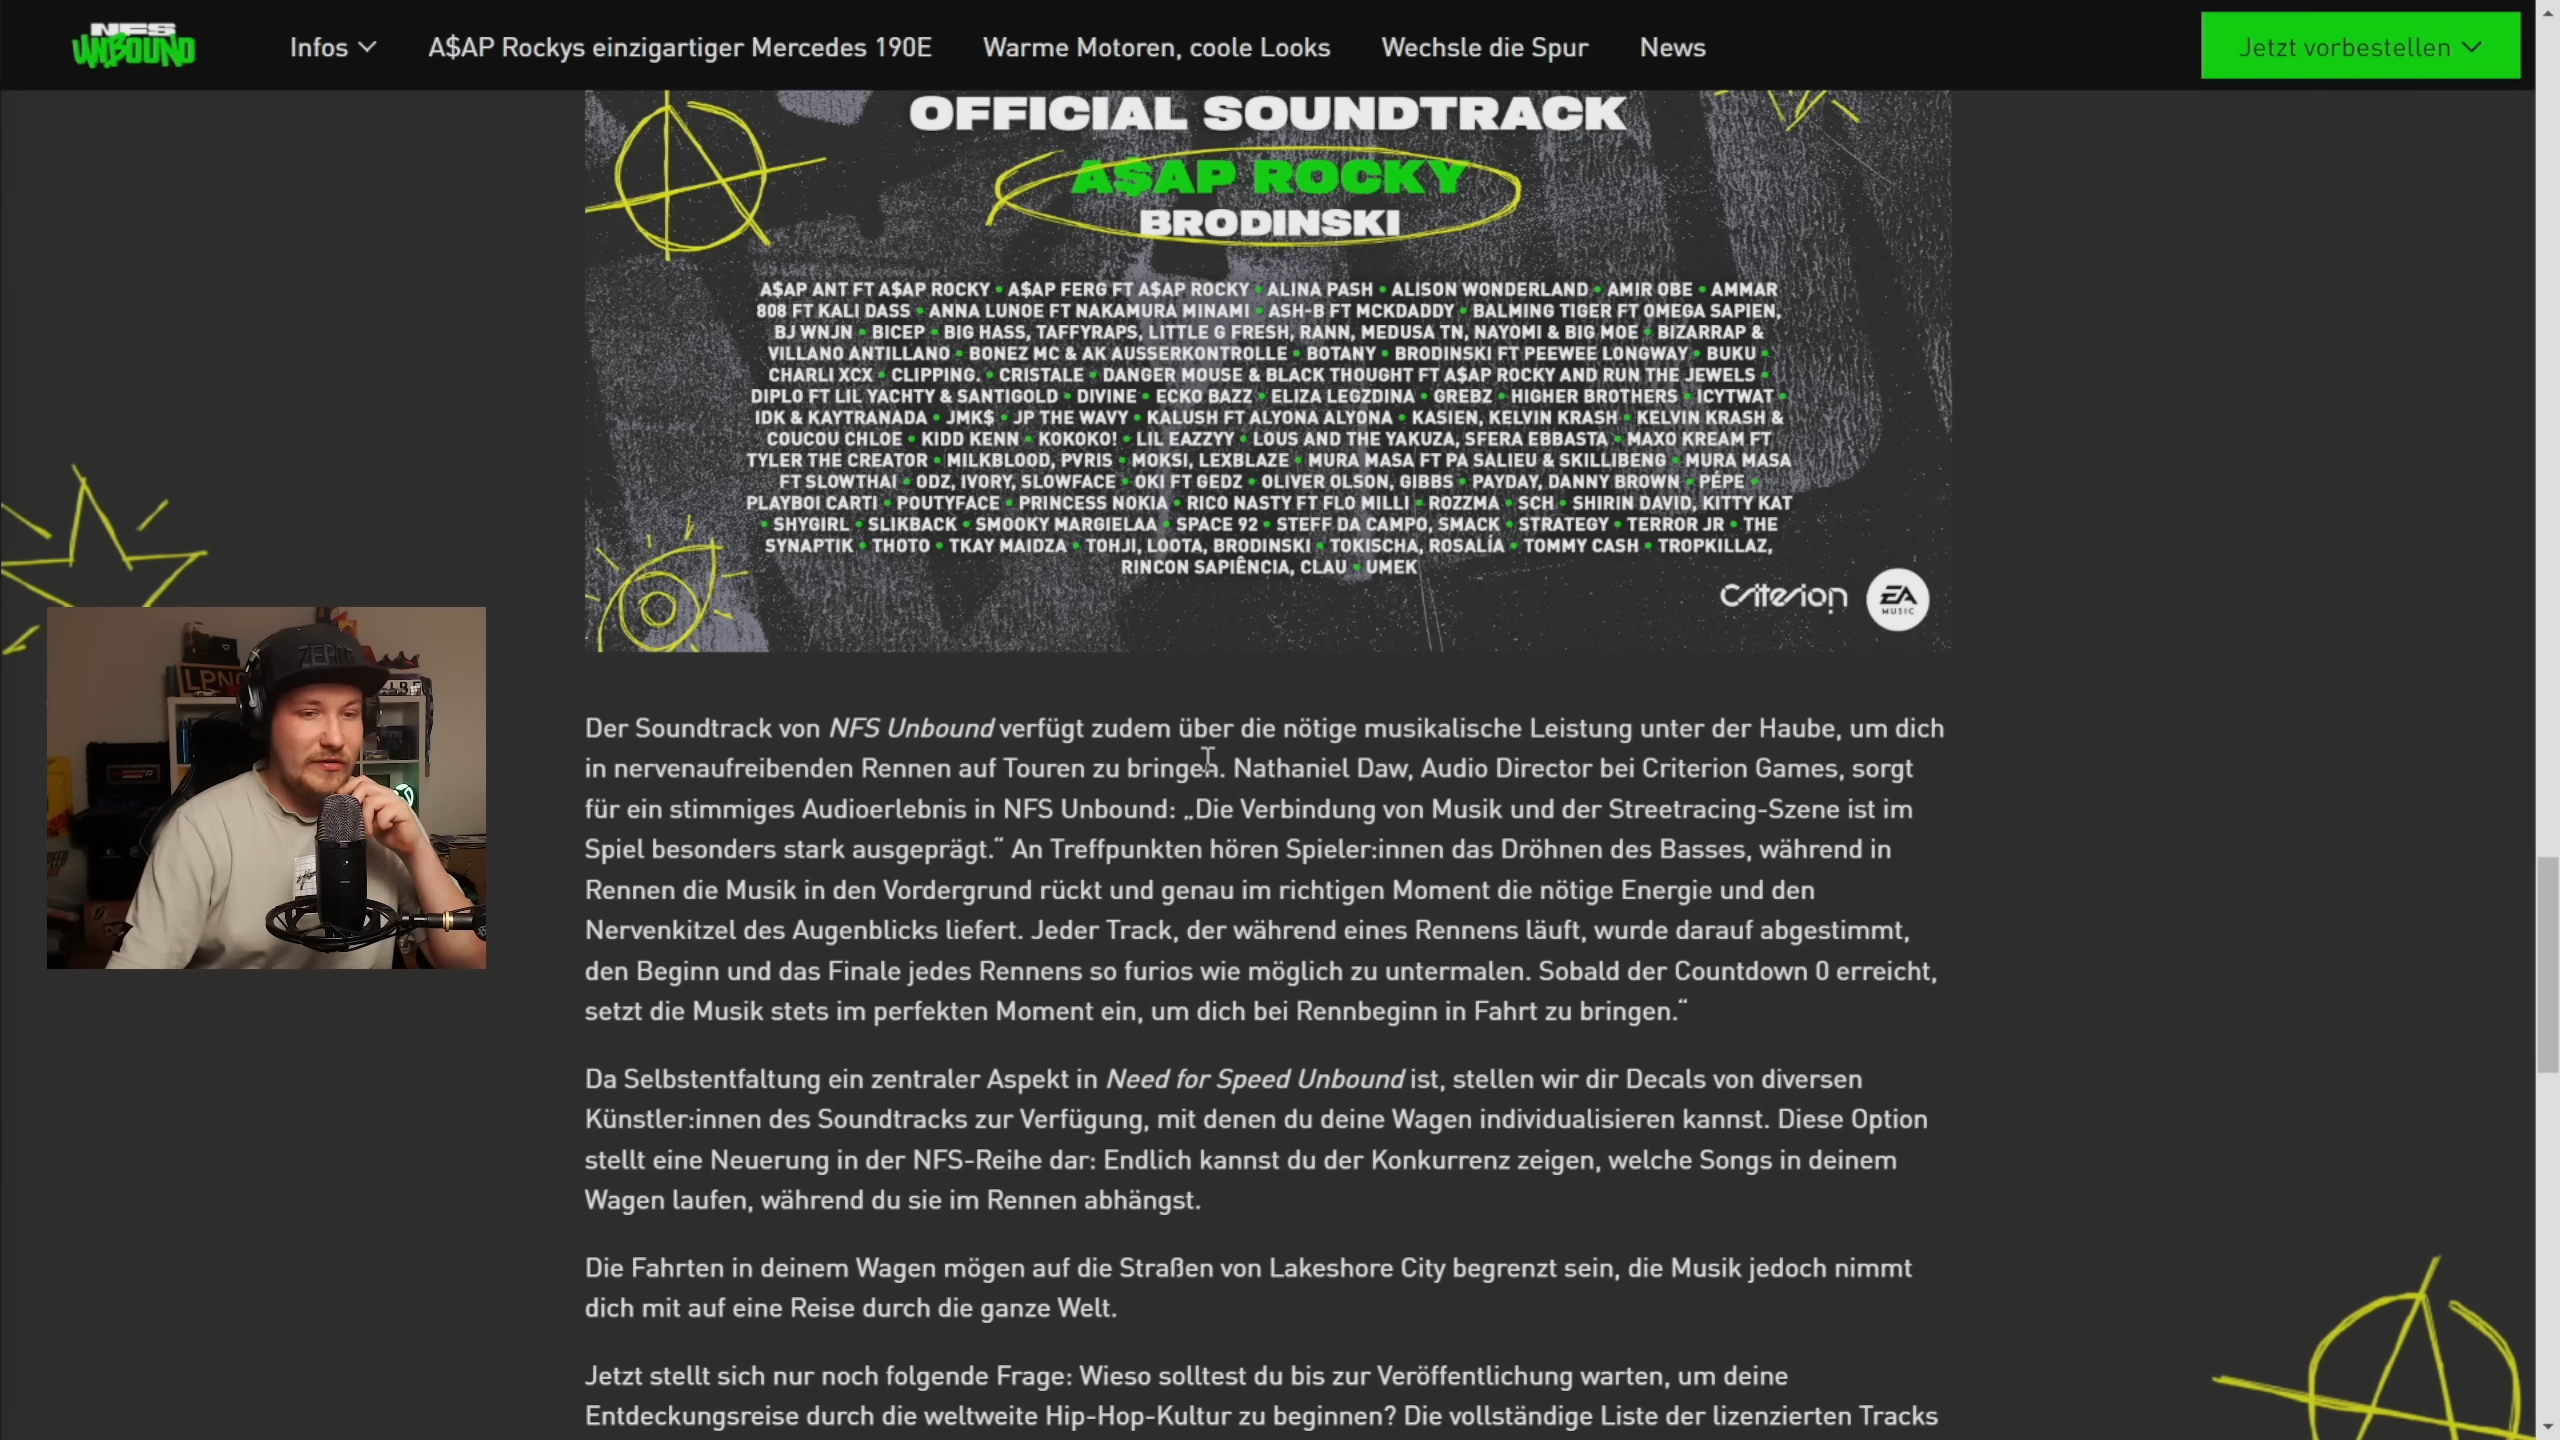 NFS
UNBOUND
Infos
A$AP Rockys einzigartiger Mercedes 190E
Warme Motoren, coole Looks
Wechsle die Spur
News
Jetzt vorbestellen
OFFICIAL SOUNDTRACK
A$AP ROCKY
BRODINSKI
A$AP ANT FT A$AP ROCKY • A$AP FERG FT A$AP ROCKY • ALINA PASH • ALISON WONDERLAND • AMIR OBE • AMMAR
808 FT KALI DASS • ANNA LUNOE FT NAKAMURA MINAMI • ASH-B FT MCKDADDY • BALMING TIGER FT OMEGA SAPIEN,
BJ WNJN • BICEP • BIG HASS, TAFFYRAPS, LITTLE G FRESH, RANN, MEDUSA TN, NAYOMI & BIG MOE • BIZARRAP &
VILLANO ANTILLANO • BONEZ MC & AK AUSSERKONTROLLE • BOTANY • BRODINSKI FT PEEWEE LONGWAY • BUKU •
CHARLI XCX • CLIPPING. • CRISTALE • DANGER MOUSE & BLACK THOUGHT FT A$AP ROCKY AND RUN THE JEWELS •
DIPLO FT LIL YACHTY & SANTIGOLD • DIVINE • ECKO BAZZ • ELIZA LEGZDINA • GREBZ • HIGHER BROTHERS • ICYTWAT •
IDK & KAYTRANADA • JMK$ • JP THE WAVY • KALUSH FT ALYONA ALYONA • KASIEN, KELVIN KRASH • KELVIN KRASH &
COUCOU CHLOE • KIDD KENN • KOKOKO! • LIL EAZZYY • LOUS AND THE YAKUZA, SFERA EBBASTA • MAXO KREAM FT
TYLER THE CREATOR • MILKBLOOD, PVRIS • MOKSI, LEXBLAZE • MURA MASA FT PA SALIEU & SKILLIBENG • MURA MASA
FT SLOWTHAI • ODZ, IVORY, SLOWFACE • OKI FT GEDZ • OLIVER OLSON, GIBBS • PAYDAY, DANNY BROWN • PÉPE •
PLAYBOI CARTI • POUTYFACE • PRINCESS NOKIA • RICO NASTY FT FLO MILLI • ROZZMA • SCH • SHIRIN DAVID, KITTY KAT
• SHYGIRL • SLIKBACK • SMOOKY MARGIELAA • SPACE 92 • STEFF DA CAMPO, SMACK • STRATEGY • TERROR JR • THE
SYNAPTIK • THOTO • TKAY MAIDZA • TOHJI, LOOTA, BRODINSKI • TOKISCHA, ROSALÍA • TOMMY CASH • TROPKILLAZ,
RINCON SAPIÊNCIA, CLAU • UMEK
Criterion
EA
MUSIC
ZEPH
LPNG
Der Soundtrack von NFS Unbound verfügt zudem über die nötige musikalische Leistung unter der Haube, um dich
in nervenaufreibenden Rennen auf Touren zu bringen. Nathaniel Daw, Audio Director bei Criterion Games, sorgt
für ein stimmiges Audioerlebnis in NFS Unbound: „Die Verbindung von Musik und der Streetracing-Szene ist im
Spiel besonders stark ausgeprägt.“ An Treffpunkten hören Spieler:innen das Dröhnen des Basses, während in
Rennen die Musik in den Vordergrund rückt und genau im richtigen Moment die nötige Energie und den
Nervenkitzel des Augenblicks liefert. Jeder Track, der während eines Rennens läuft, wurde darauf abgestimmt,
den Beginn und das Finale jedes Rennens so furios wie möglich zu untermalen. Sobald der Countdown 0 erreicht,
setzt die Musik stets im perfekten Moment ein, um dich bei Rennbeginn in Fahrt zu bringen.“
Da Selbstentfaltung ein zentraler Aspekt in Need for Speed Unbound ist, stellen wir dir Decals von diversen
Künstler:innen des Soundtracks zur Verfügung, mit denen du deine Wagen individualisieren kannst. Diese Option
stellt eine Neuerung in der NFS-Reihe dar: Endlich kannst du der Konkurrenz zeigen, welche Songs in deinem
Wagen laufen, während du sie im Rennen abhängst.
Die Fahrten in deinem Wagen mögen auf die Straßen von Lakeshore City begrenzt sein, die Musik jedoch nimmt
dich mit auf eine Reise durch die ganze Welt.
Jetzt stellt sich nur noch folgende Frage: Wieso solltest du bis zur Veröffentlichung warten, um deine
Entdeckungsreise durch die weltweite Hip-Hop-Kultur zu beginnen? Die vollständige Liste der lizenzierten Tracks